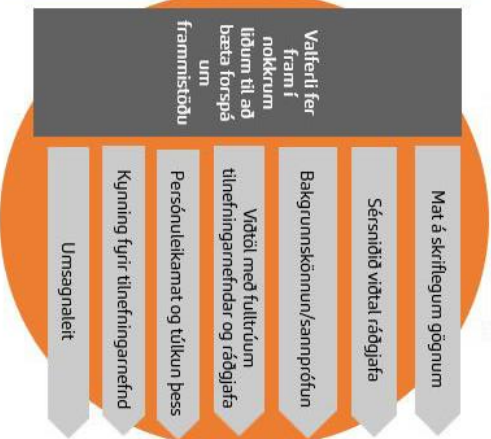 Valferli fer
fram í
nokkrum
liðum til að
bæta forspá
um
frammistöðu
Mat á skriflegum gögnum
Sérsniðið viðtal ráðgjafa
Bakgrunnskönnun/sannprófun
Viðtöl með fulltrúum
tilnefningarnefndar og ráðgjafa
Persónuleikamat og túlkun þess
Kynning fyrir tilnefningarnefnd
Umsagnaleit